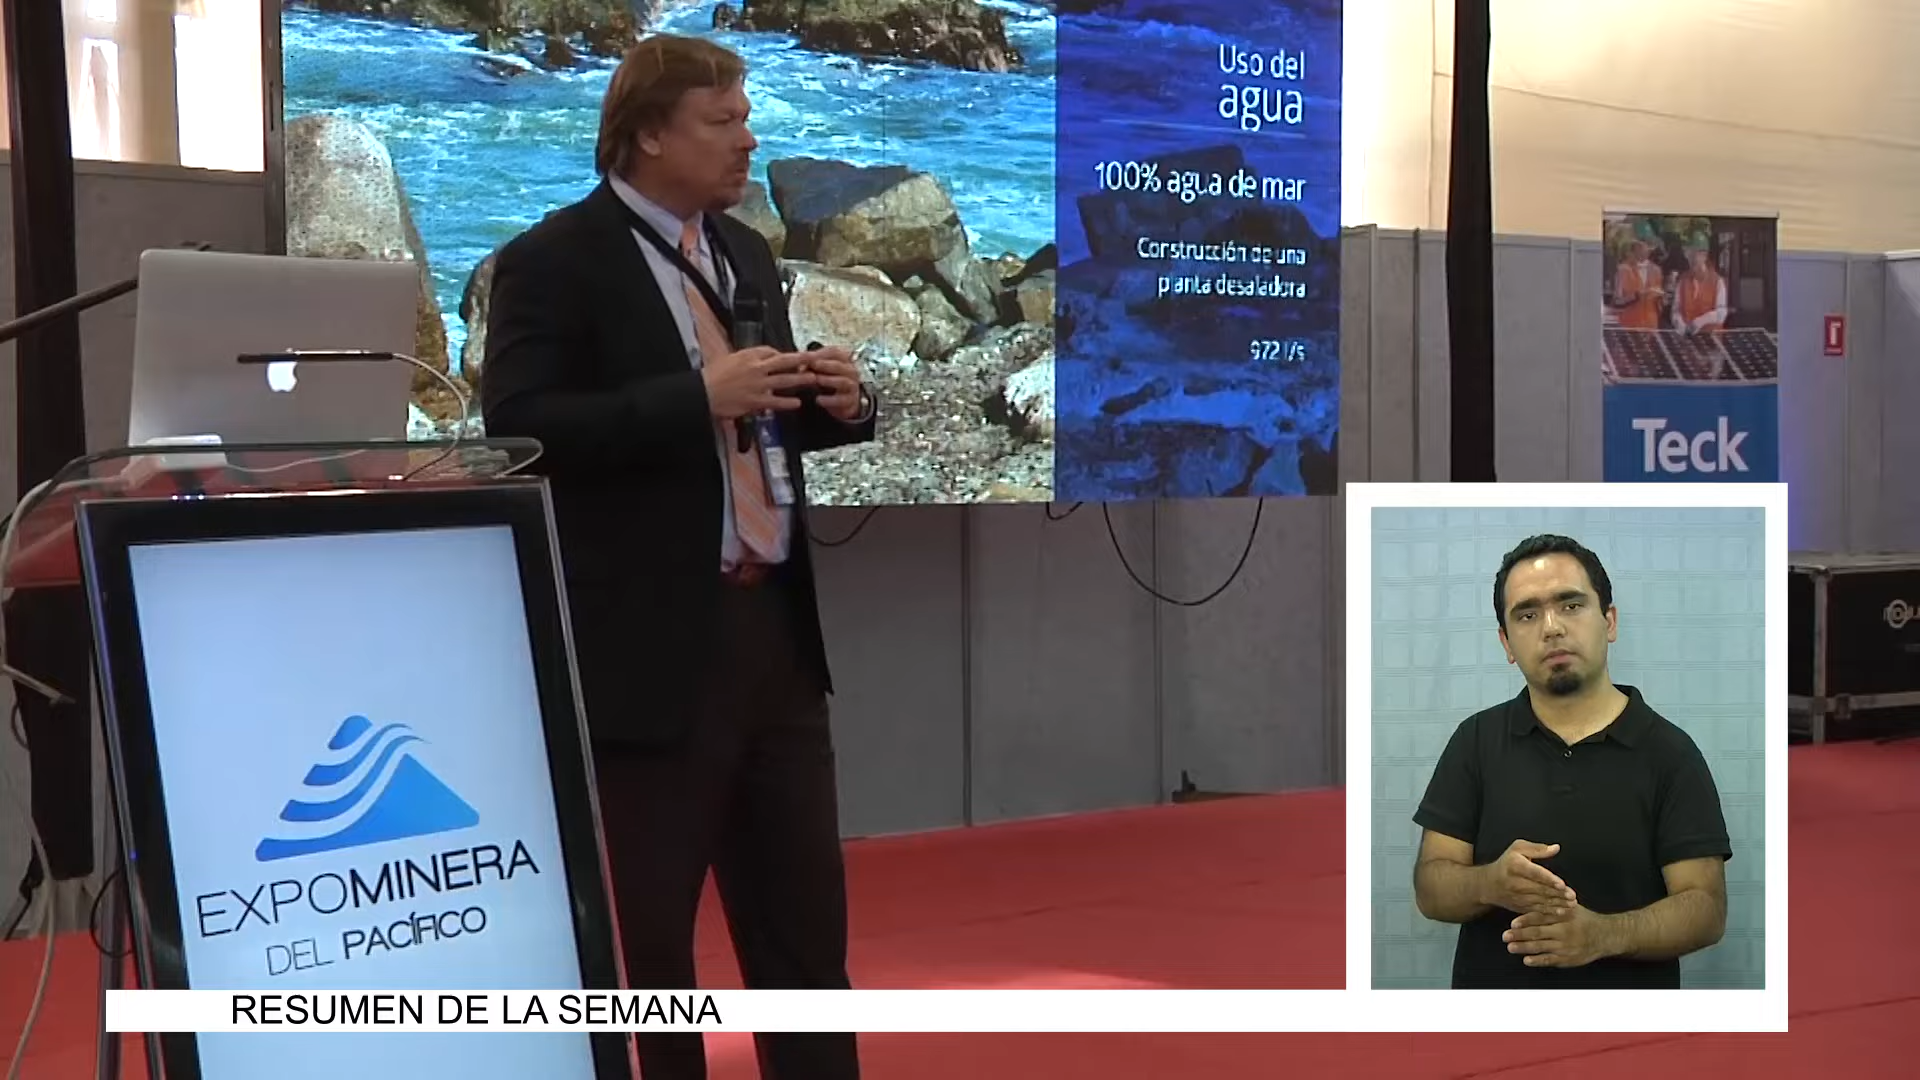 Uso del
agua
100% agua de mar
Construcción de una
planta desaladora
972 l/s
Teck
EXPOMINERA
DEL PACÍFICO
RESUMEN DE LA SEMANA